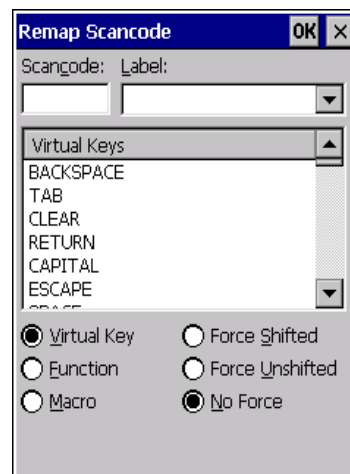 Remap Scancode OK ×
Scancode: Label:
Virtual Keys
BACKSPACE
TAB
CLEAR
RETURN
CAPITAL
ESCAPE
Virtual Key Force Shifted
Function Force Unshifted
Macro No Force